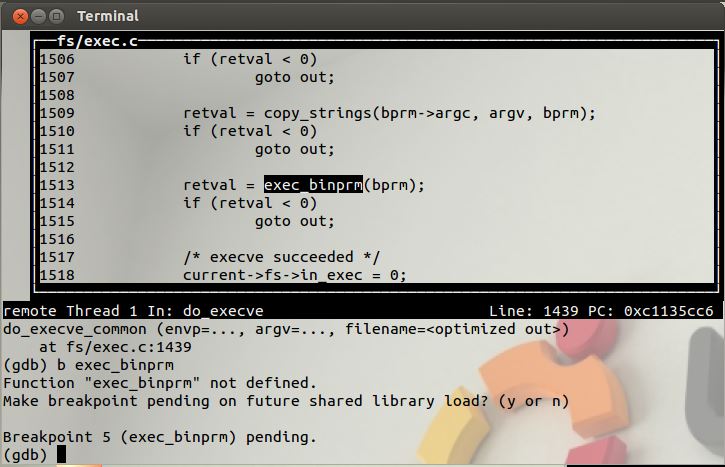 Terminal
fs/exec.c
1506 if (retval < 0)
1507 goto out;
1508
1509 retval = copy_strings(bprm->argc, argv, bprm);
1510 if (retval < 0)
1511 goto out;
1512
1513 retval = exec_binprm(bprm);
1514 if (retval < 0)
1515 goto out;
1516
1517 /* execve succeeded */
1518 current->fs->in_exec = 0;
remote Thread 1 In: do_execve Line: 1439 PC: 0xc1135cc6
do_execve_common (envp=..., argv=..., filename=<optimized out>)
at fs/exec.c:1439
(gdb) b exec_binprm
Function "exec_binprm" not defined.
Make breakpoint pending on future shared library load? (y or n)
Breakpoint 5 (exec_binprm) pending.
(gdb)